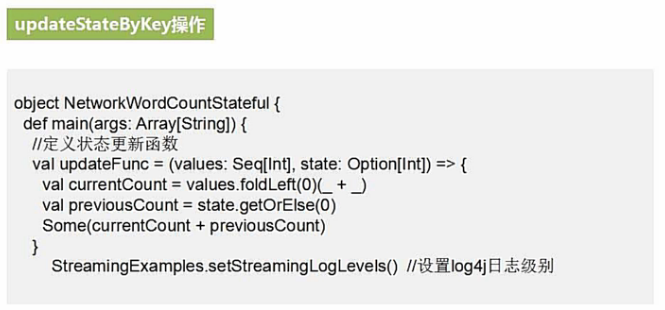 updateStateByKey操作
object NetworkWordCountStateful {
def main(args: Array[String]) {
//定义状态更新函数
val updateFunc = (values: Seq[Int], state: Option[Int]) => {
val currentCount = values.foldLeft(0)(_ + _)
val previousCount = state.getOrElse(0)
Some(currentCount + previousCount)
}
StreamingExamples.setStreamingLogLevels() //设置log4j日志级别